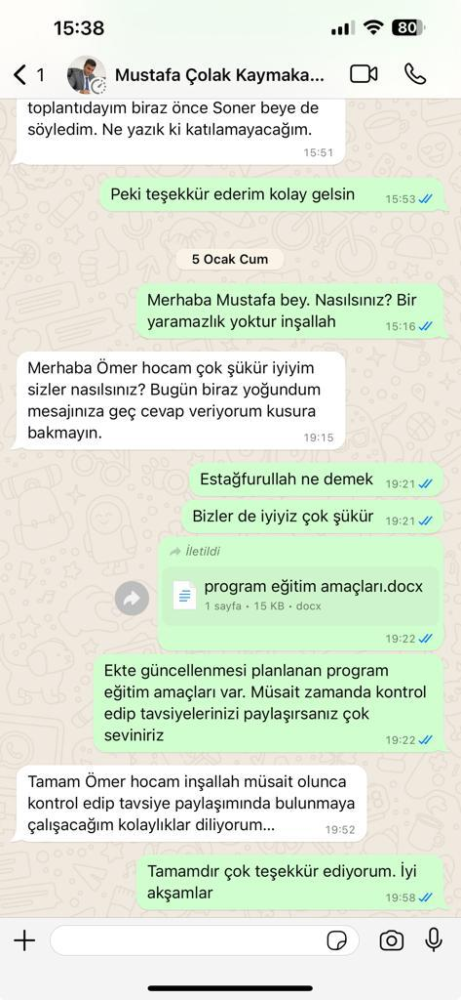 15:38
80
1
Mustafa Çolak Kaymaka...
toplantıdayım biraz önce Soner beye de
söyledim. Ne yazık ki katılamayacağım.
15:51
Peki teşekkür ederim kolay gelsin
15:53
5 Ocak Cum
Merhaba Mustafa bey. Nasılsınız? Bir
yaramazlık yoktur inşallah
15:16
Merhaba Ömer hocam çok şükür iyiyim
sizler nasılsınız? Bugün biraz yoğundum
mesajınıza geç cevap veriyorum kusura
bakmayın.
19:15
Estağfurullah ne demek
19:21
Bizler de iyiyiz çok şükür
19:21
İletildi
program eğitim amaçları.docx
1 sayfa • 15 KB • docx
19:22
Ekte güncellenmesi planlanan program
eğitim amaçları var. Müsait zamanda kontrol
edip tavsiyelerinizi paylaşırsanız çok
seviniriz
19:22
Tamam Ömer hocam inşallah müsait olunca
kontrol edip tavsiye paylaşımında bulunmaya
çalışacağım kolaylıklar diliyorum...
19:52
Tamamdır çok teşekkür ediyorum. İyi
akşamlar
19:58